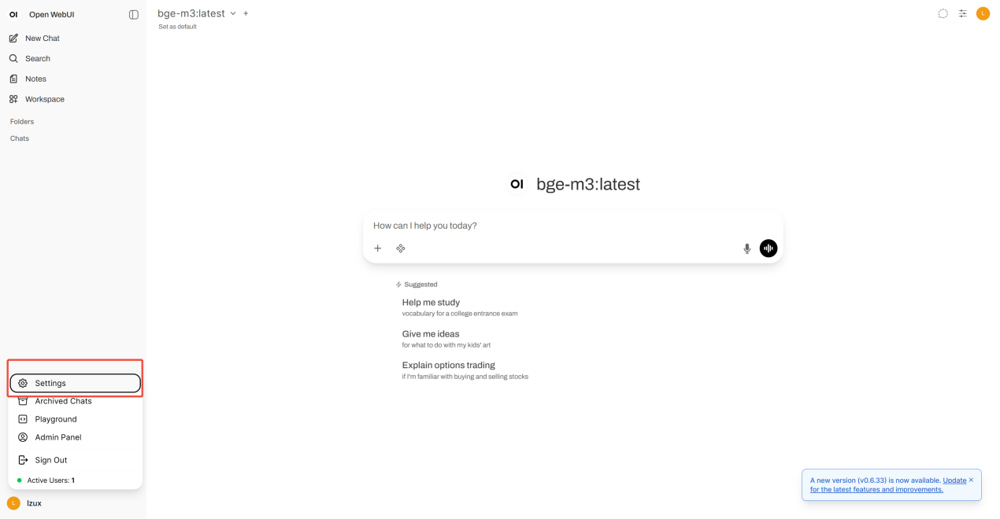 OI Open WebUI
New Chat
Search
Notes
Workspace
Folders
Chats
Settings
Archived Chats
Playground
Admin Panel
Sign Out
Active Users: 1
L lzux
bge-m3:latest
Set as default
L
OI bge-m3:latest
How can I help you today?
Suggested
Help me study
vocabulary for a college entrance exam
Give me ideas
for what to do with my kids' art
Explain options trading
if I'm familiar with buying and selling stocks
A new version (v0.6.33) is now available. Update
for the latest features and improvements.